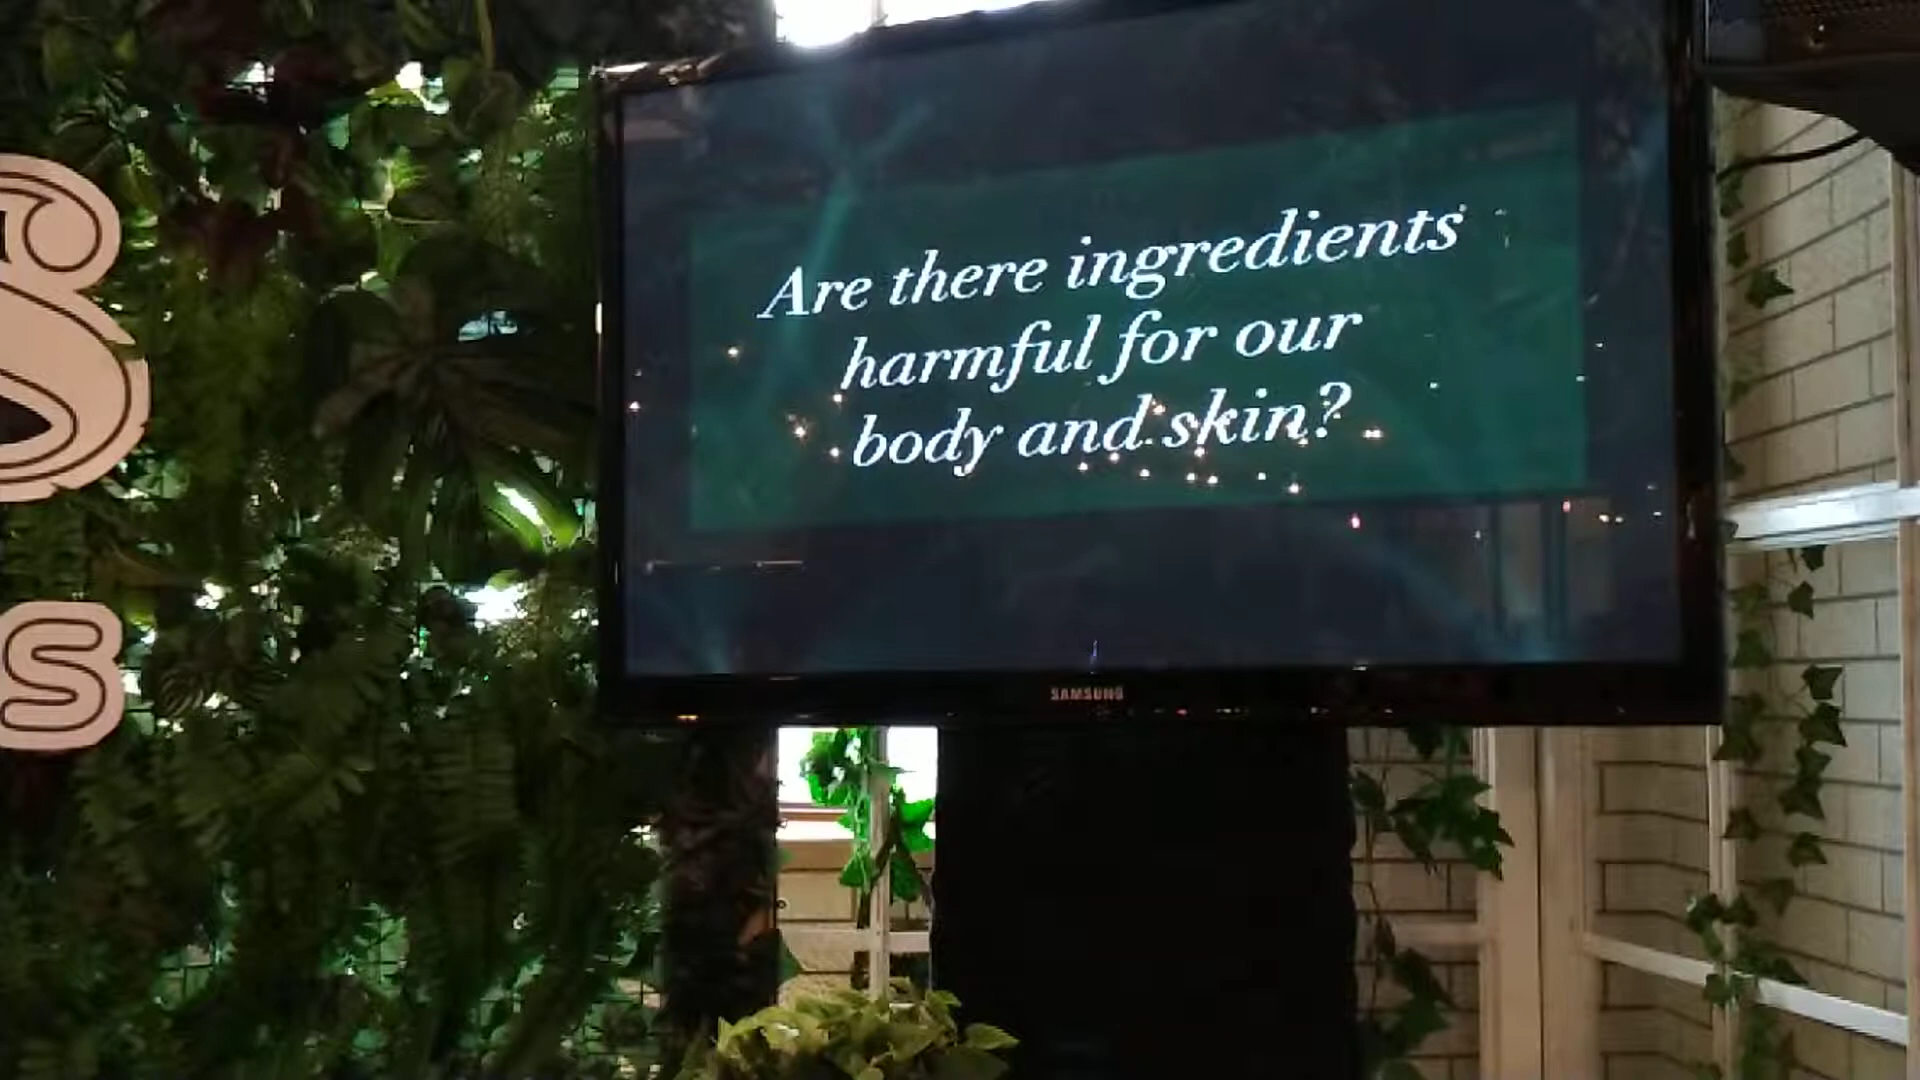 S
s
Are there ingredients
harmful for our
body and skin?
SAMSUNG